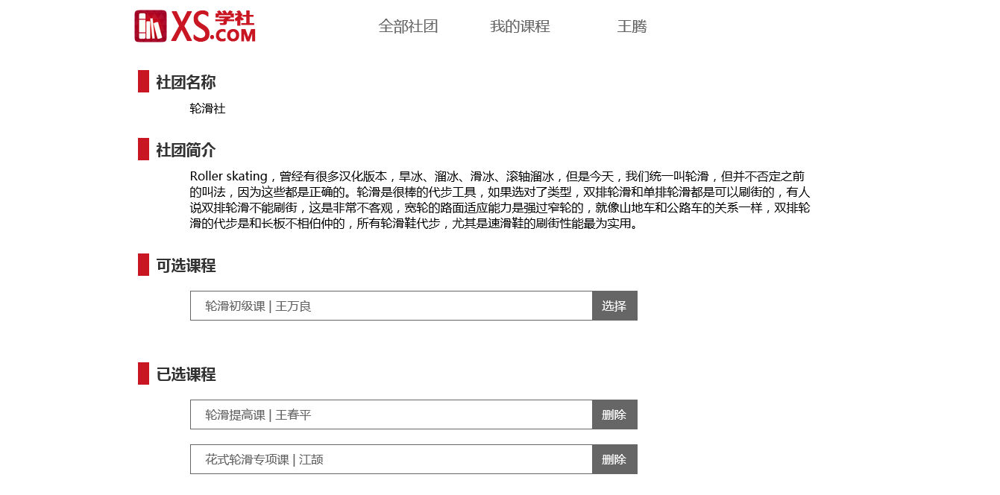 XS.学社COM
全部社团 我的课程 王腾
社团名称
轮滑社
社团简介
Roller skating，曾经有很多汉化版本，旱冰、溜冰、滑冰、滚轴溜冰，但是今天，我们统一叫轮滑，但并不否定之前
的叫法，因为这些都是正确的。轮滑是很棒的代步工具，如果选对了类型，双排轮滑和单排轮滑都是可以刷街的，有人
说双排轮滑不能刷街，这是非常不客观，宽轮的路面适应能力是强过窄轮的，就像山地车和公路车的关系一样，双排轮
滑的代步是和长板不相伯仲的，所有轮滑鞋代步，尤其是速滑鞋的刷街性能最为实用。
可选课程
轮滑初级课 | 王万良 选择
已选课程
轮滑提高课 | 王春平 删除
花式轮滑专项课 | 江颉 删除